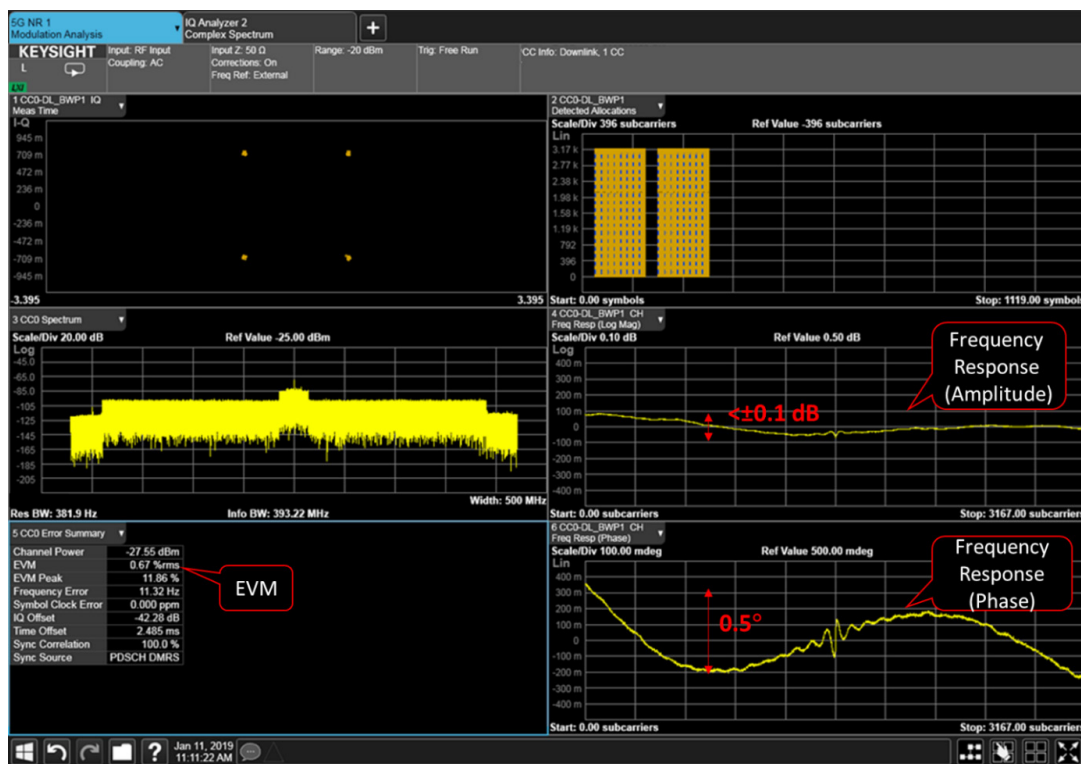 5G NR 1
Modulation Analysis
IQ Analyzer 2
Complex Spectrum
+
KEYSIGHT
L
LXI
Input: RF Input
Coupling: AC
Input Z: 50 Ω
Corrections: On
Freq Ref: External
Range: -20 dBm
Trig: Free Run
CC Info: Downlink, 1 CC
1 CC0-DL_BWP1 IQ
Meas Time
I-Q
945 m
709 m
472 m
236 m
0
-236 m
-472 m
-709 m
-945 m
-3.395
3.395
2 CC0-DL_BWP1
Detected Allocations
Scale/Div 396 subcarriers
Ref Value -396 subcarriers
Lin
3.17 k
2.77 k
2.38 k
1.98 k
1.58 k
1.19 k
792
396
0
Start: 0.00 symbols
Stop: 1119.00 symbols
3 CC0 Spectrum
Scale/Div 20.00 dB
Ref Value -25.00 dBm
Log
-45.0
-65.0
-85.0
-105
-125
-145
-165
-185
-205
Width: 500 MHz
Res BW: 381.9 Hz
Info BW: 393.22 MHz
4 CC0-DL_BWP1 CH
Freq Resp (Log Mag)
Scale/Div 0.10 dB
Ref Value 0.50 dB
Log
400 m
300 m
200 m
100 m
0
-100 m
-200 m
-300 m
-400 m
<±0.1 dB
Frequency
Response
(Amplitude)
Start: 0.00 subcarriers
Stop: 3167.00 subcarriers
5 CC0 Error Summary
Channel Power -27.55 dBm
EVM 0.67 %rms
EVM Peak 11.86 %
Frequency Error 11.32 Hz
Symbol Clock Error 0.000 ppm
IQ Offset -42.28 dB
Time Offset 2.485 ms
Sync Correlation 100.0 %
Sync Source PDSCH DMRS
EVM
6 CC0-DL_BWP1 CH
Freq Resp (Phase)
Scale/Div 100.00 mdeg
Ref Value 500.00 mdeg
Lin
400 m
300 m
200 m
100 m
0
-100 m
-200 m
-300 m
-400 m
0.5°
Frequency
Response
(Phase)
Start: 0.00 subcarriers
Stop: 3167.00 subcarriers
?
Jan 11, 2019
11:11:22 AM